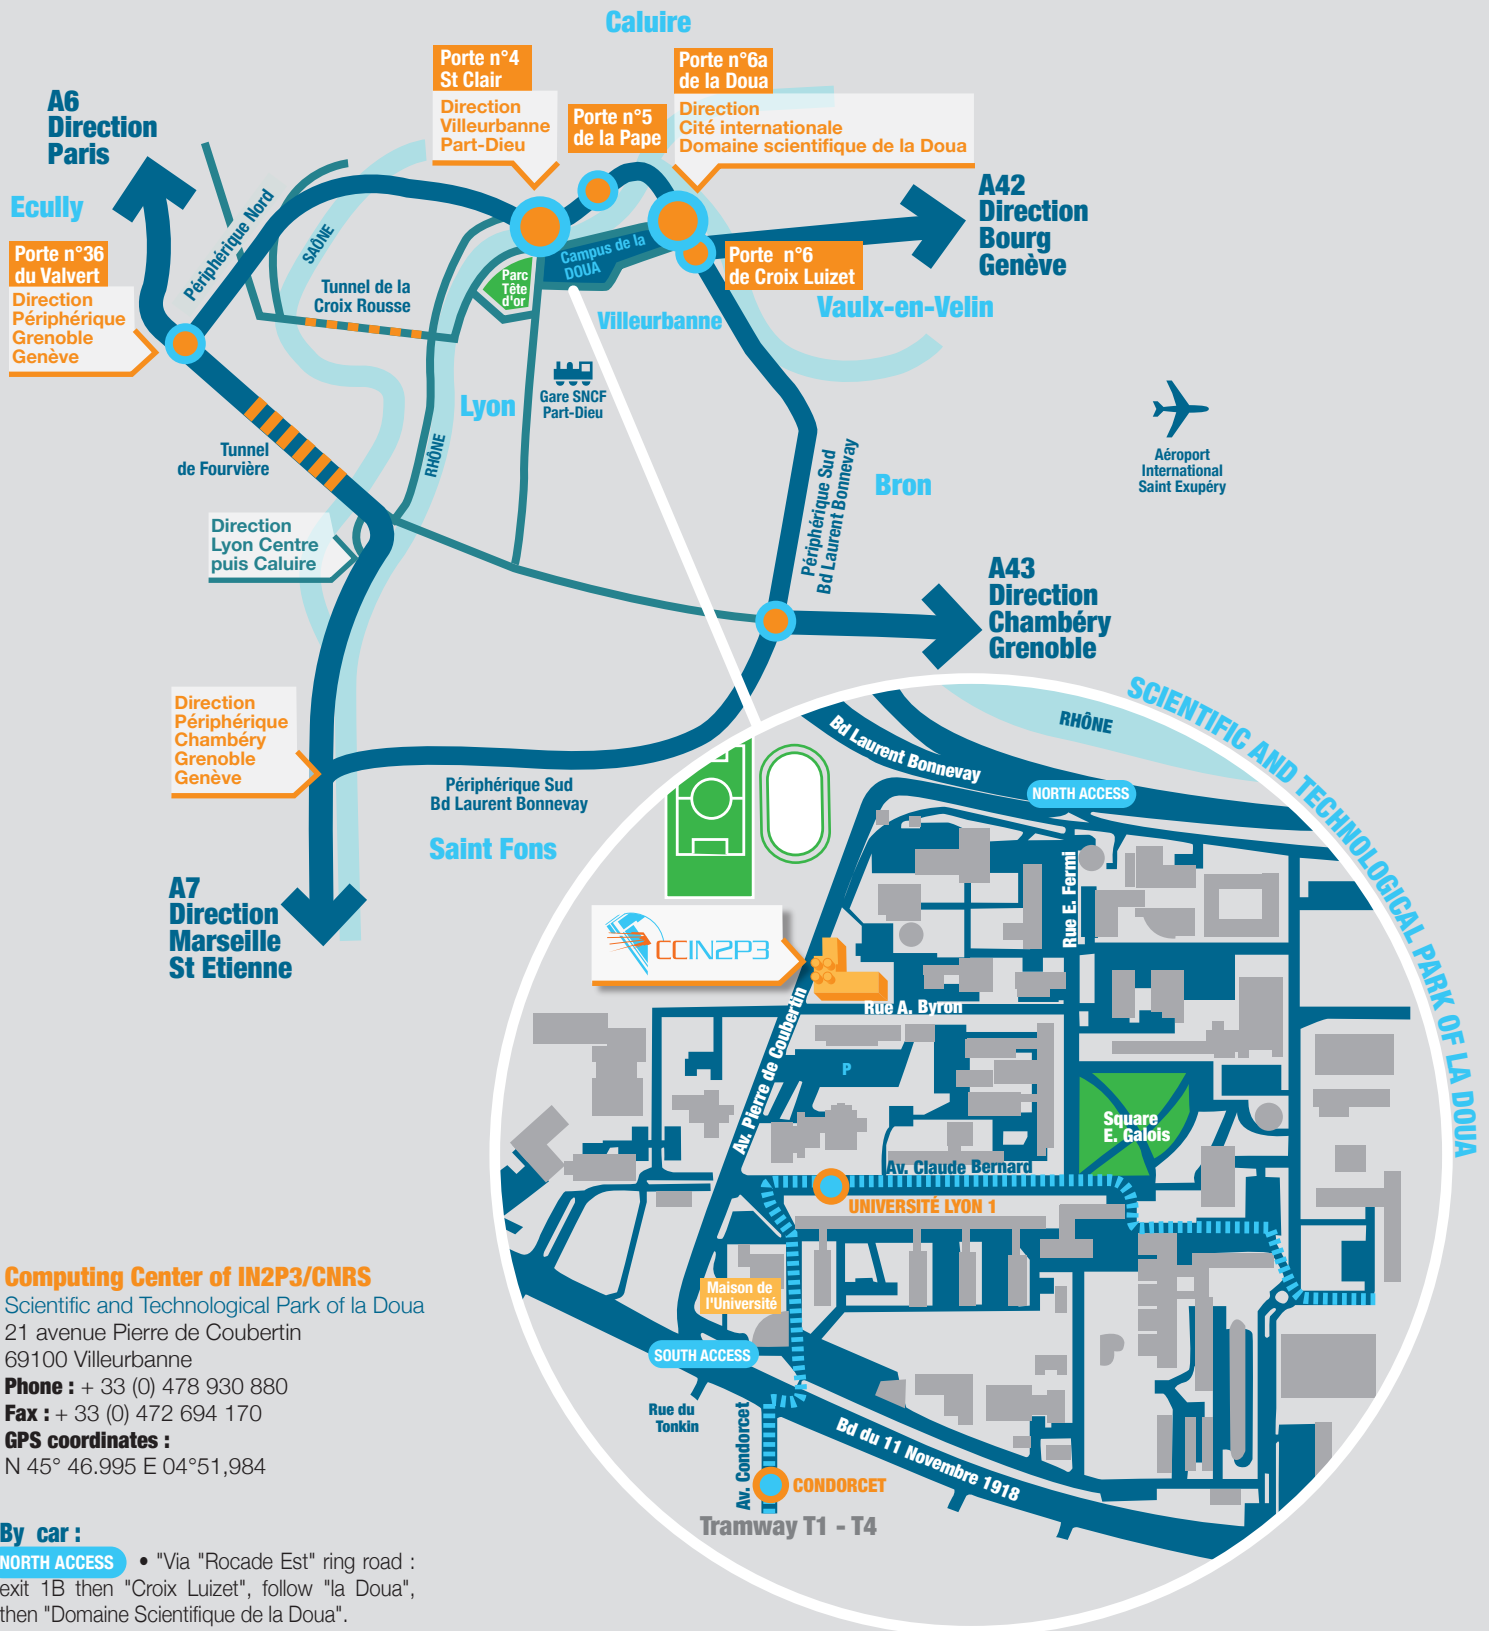 Caluire
Porte n°4
St Clair
Direction
Villeurbanne
Part-Dieu
Porte n°5
de la Pape
Porte n°6a
de la Doua
Direction
Cité internationale
Domaine scientifique de la Doua
A6
Direction
Paris
Ecully
Porte n°36
du Valvert
Direction
Périphérique
Grenoble
Genève
Périphérique Nord
SAÔNE
Tunnel de la
Croix Rousse
Parc
Tête
d'or
Campus de la
DOUA
Porte n°6
de Croix Luizet
A42
Direction
Bourg
Genève
Villeurbanne
Vaulx-en-Velin
Gare SNCF
Part-Dieu
Lyon
RHÔNE
Tunnel
de Fourvière
Aéroport
International
Saint Exupéry
Périphérique Sud
Bd Laurent Bonnevay
Bron
Direction
Lyon Centre
puis Caluire
A43
Direction
Chambéry
Grenoble
Direction
Périphérique
Chambéry
Grenoble
Genève
Périphérique Sud
Bd Laurent Bonnevay
Saint Fons
A7
Direction
Marseille
St Etienne
SCIENTIFIC AND TECHNOLOGICAL PARK OF LA DOUA
RHÔNE
Bd Laurent Bonnevay
NORTH ACCESS
Rue E. Fermi
CCIN2P3
Rue A. Byron
Av. Pierre de Coubertin
P
Square
E. Galois
Av. Claude Bernard
UNIVERSITÉ LYON 1
Maison de
l'Université
SOUTH ACCESS
Rue du
Tonkin
Av. Condorcet
Bd du 11 Novembre 1918
CONDORCET
Tramway T1 - T4
Computing Center of IN2P3/CNRS
Scientific and Technological Park of la Doua
21 avenue Pierre de Coubertin
69100 Villeurbanne
Phone : + 33 (0) 478 930 880
Fax : + 33 (0) 472 694 170
GPS coordinates :
N 45° 46.995 E 04°51,984
By car :
NORTH ACCESS • "Via "Rocade Est" ring road :
exit 1B then "Croix Luizet", follow "la Doua",
then "Domaine Scientifique de la Doua".